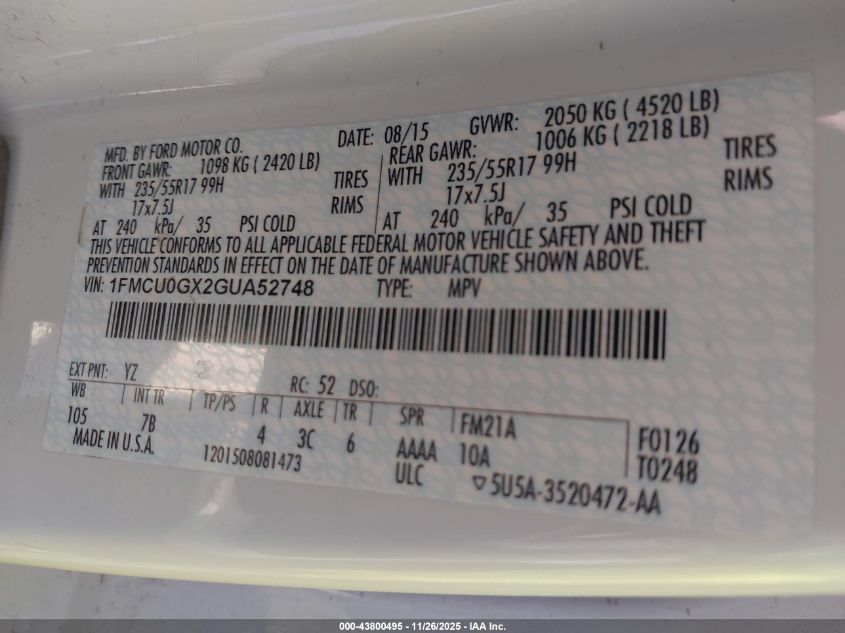 MFD. BY FORD MOTOR CO. DATE: 08/15 GVWR: 2050 KG ( 4520 LB)
FRONT GAWR: 1098 KG ( 2420 LB) REAR GAWR: 1006 KG ( 2218 LB)
WITH 235/55R17 99H TIRES WITH 235/55R17 99H TIRES
17x7.5J RIMS 17x7.5J RIMS
AT 240 kPa/ 35 PSI COLD AT 240 kPa/ 35 PSI COLD
THIS VEHICLE CONFORMS TO ALL APPLICABLE FEDERAL MOTOR VEHICLE SAFETY AND THEFT
PREVENTION STANDARDS IN EFFECT ON THE DATE OF MANUFACTURE SHOWN ABOVE.
VIN: 1FMCU0GX2GUA52748 TYPE: MPV
EXT PNT: YZ RC: 52 DSO:
WB INT TR TP/PS R AXLE TR SPR FM21A F0126
105 7B 4 3C 6 AAAA 10A T0248
MADE IN U.S.A. 1201508081473 ULC ▽5U5A-3520472-AA
000-43800495 - 11/26/2025 - IAA Inc.